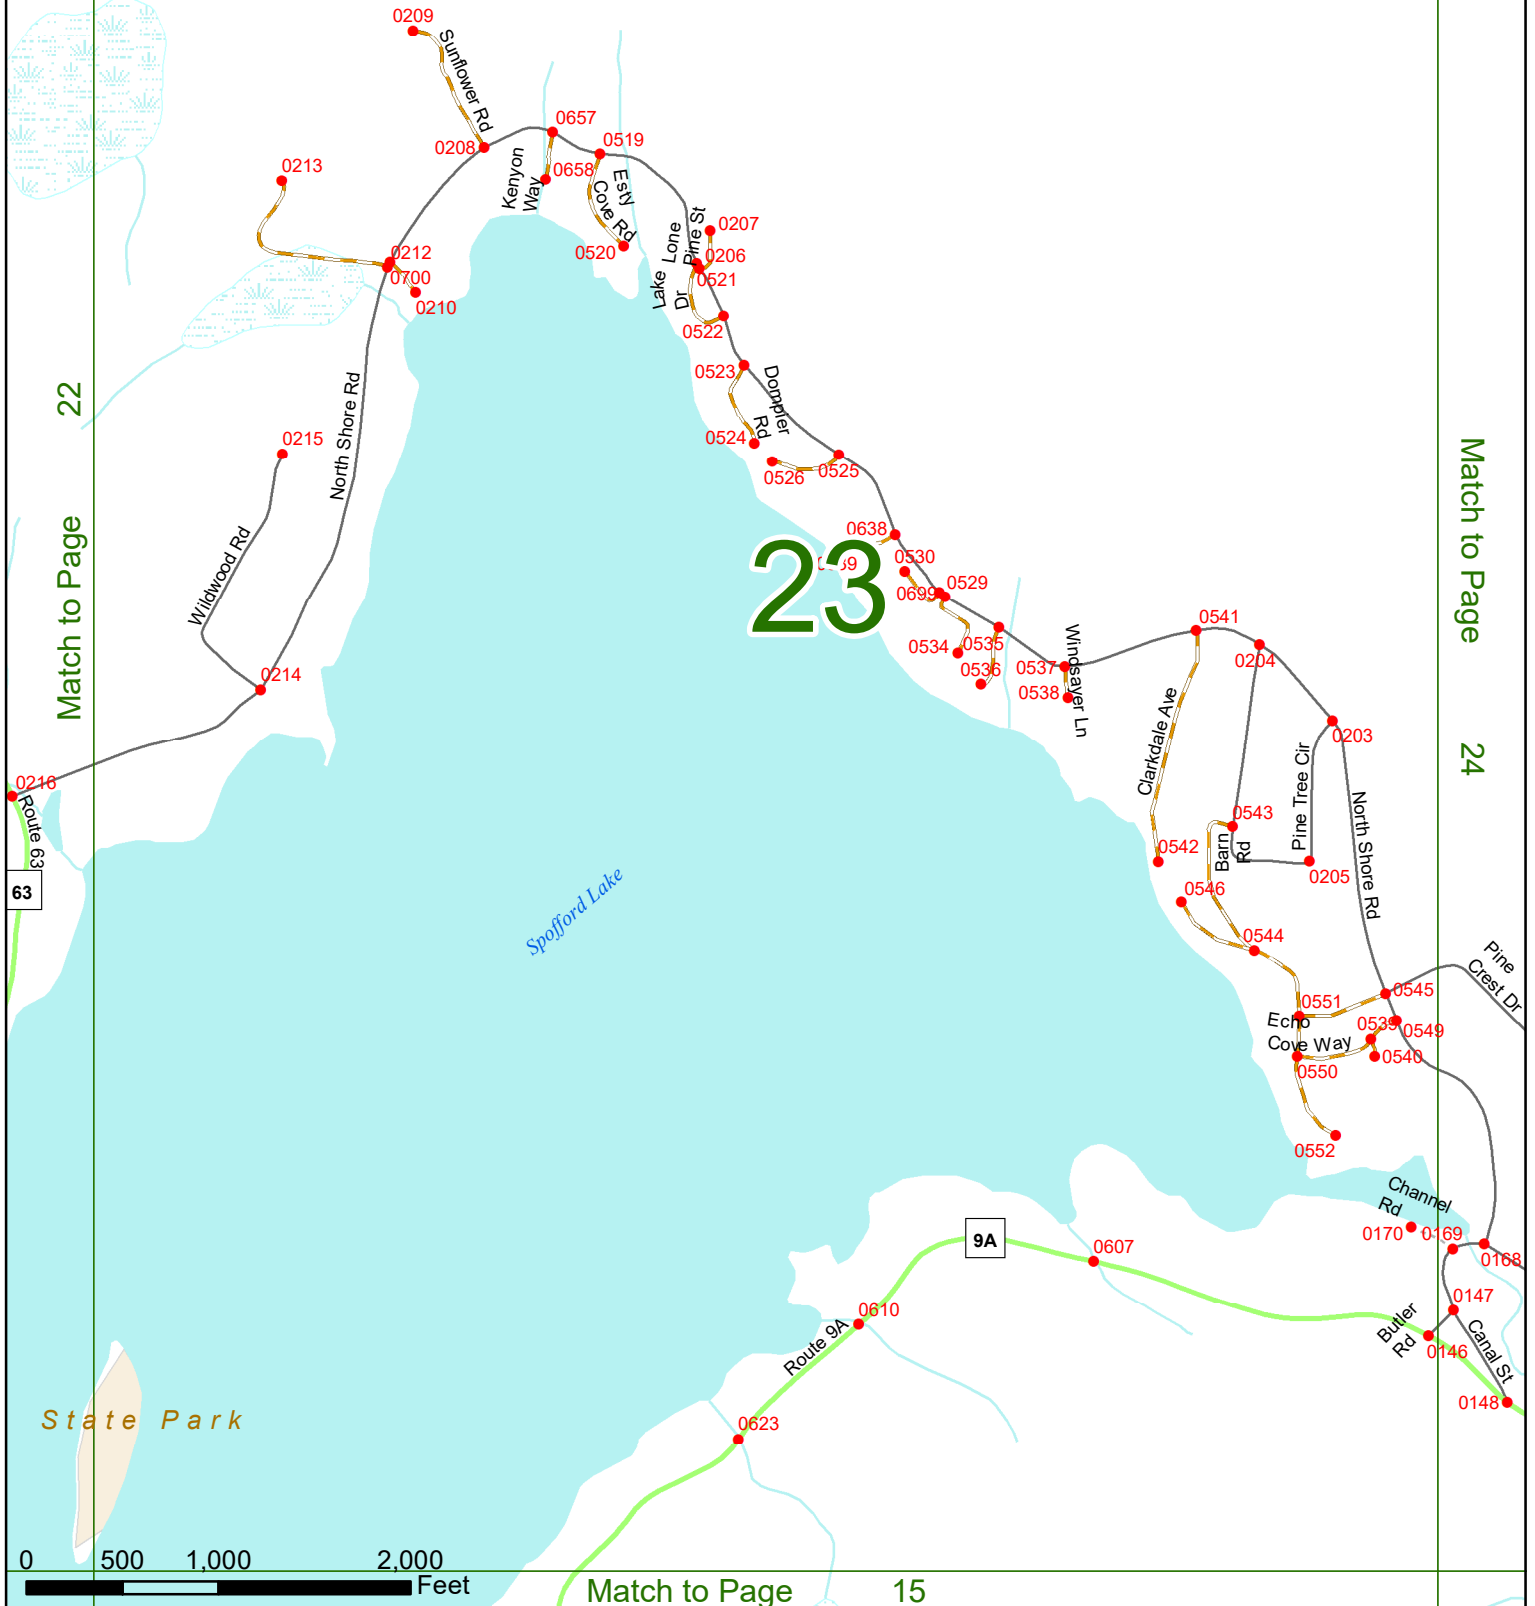 0209
Sunflower Rd
0208
0657
0519
0658
Kenyon
Way
Esty
Cove Rd
0520
0213
0212
0700
0210
0207
Lone
Pine St
0206
0521
Lake
Dr
0522
0523
Dompier
Rd
0524
0525
0526
22
Match to Page
North Shore Rd
0215
Wildwood Rd
0214
0216
Route 63
63
0638
23
0530
0529
0699
0534
0535
0536
0537
0538
Windsayer Ln
0541
0204
0203
Clarkdale Ave
Pine Tree Cir
North Shore Rd
0543
Barn
Rd
0542
0205
0546
0544
Match to Page
24
Spofford Lake
Pine
Crest Dr
0545
0551
Echo
Cove Way
0539
0549
0540
0550
0552
Channel
Rd
0170
0169
0168
9A
0607
0147
0610
Route 9A
Butler
Rd
0146
Canal St
0148
0623
State Park
0 500 1,000 2,000
Feet
Match to Page 15